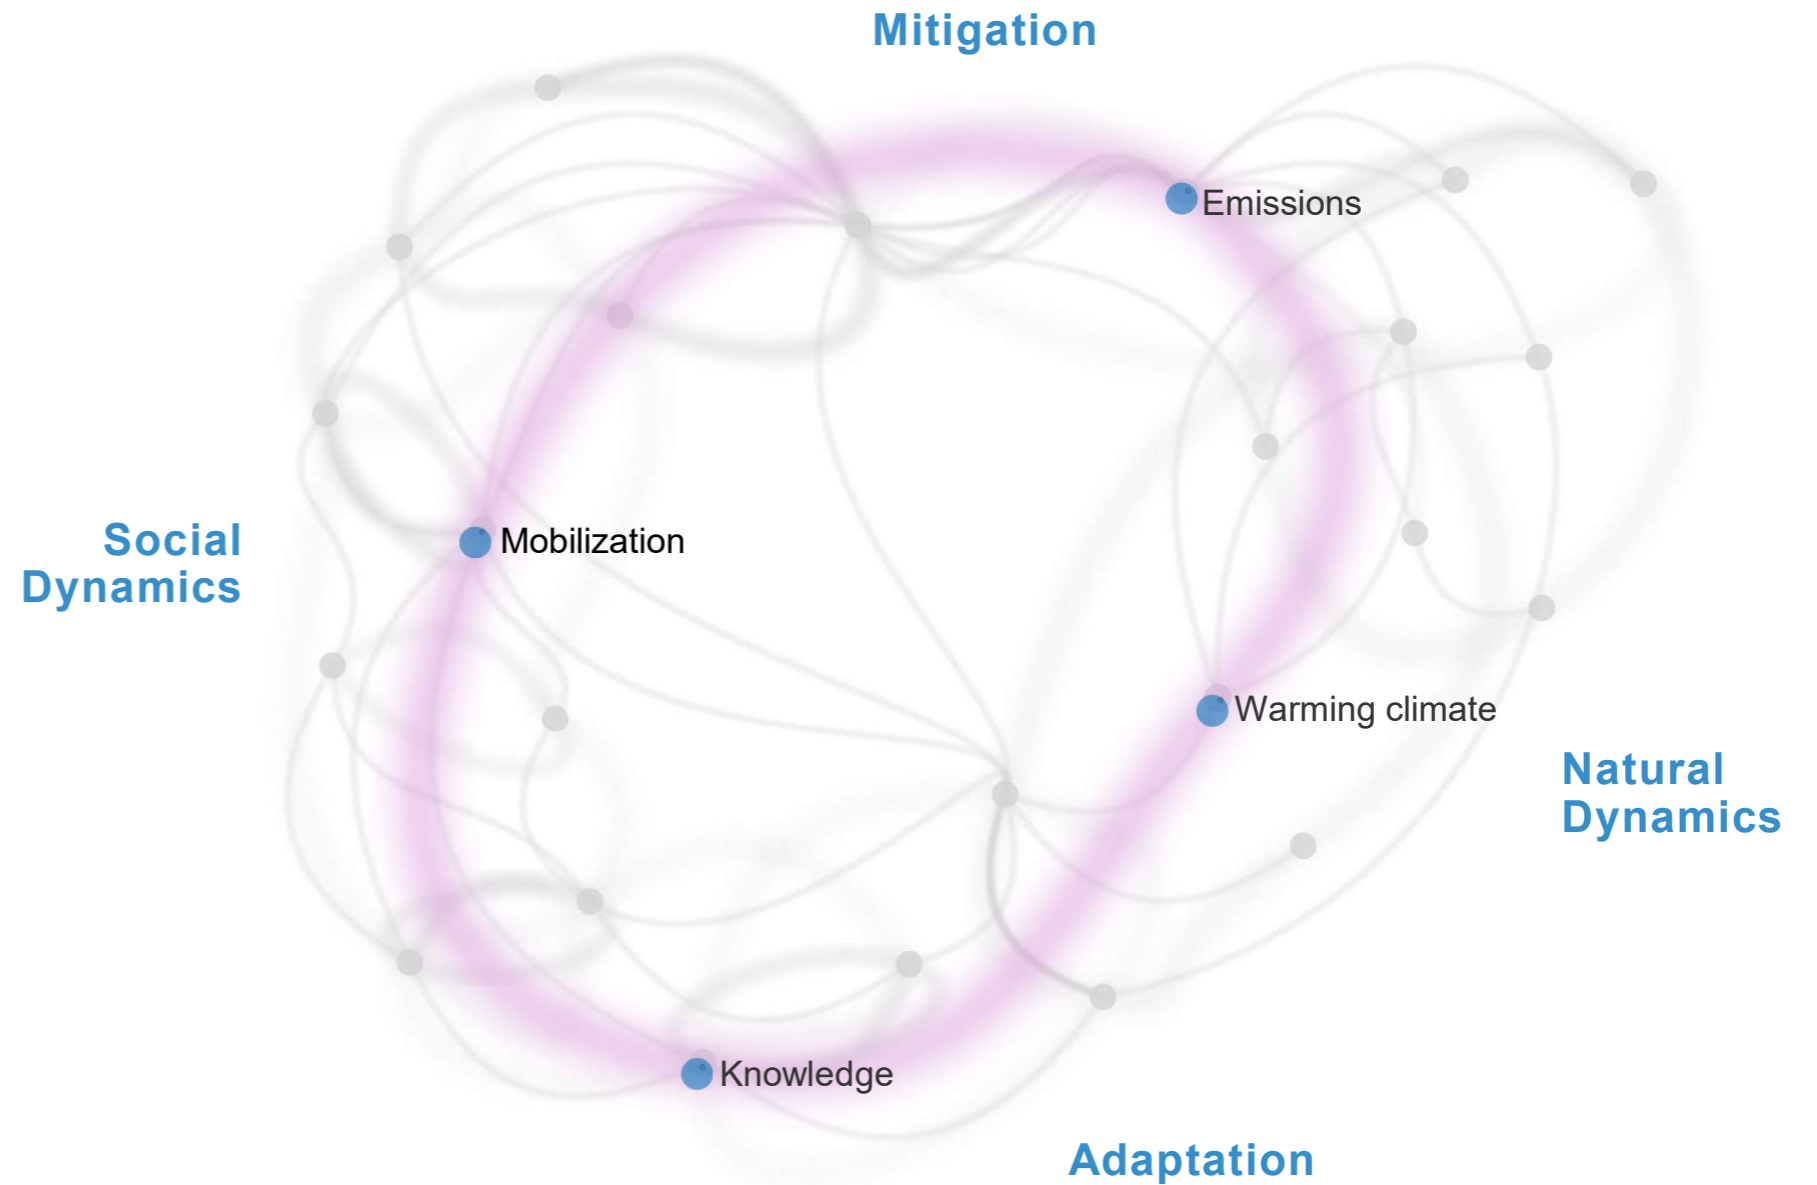 Mitigation
Emissions
Social
Dynamics
Mobilization
Warming climate
Natural
Dynamics
Knowledge
Adaptation